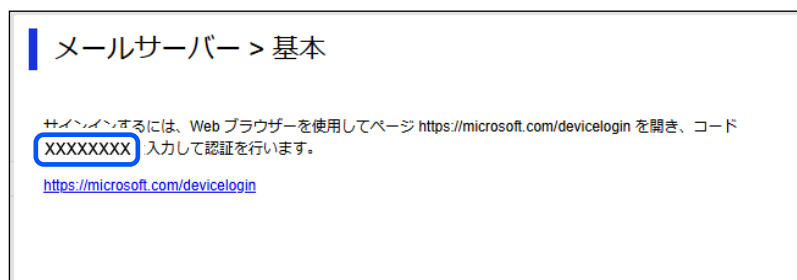 メールサーバー > 基本
サインインするには、Web ブラウザーを使用してページ https://microsoft.com/devicelogin を開き、コード
XXXXXXXX 入力して認証を行います。
https://microsoft.com/devicelogin